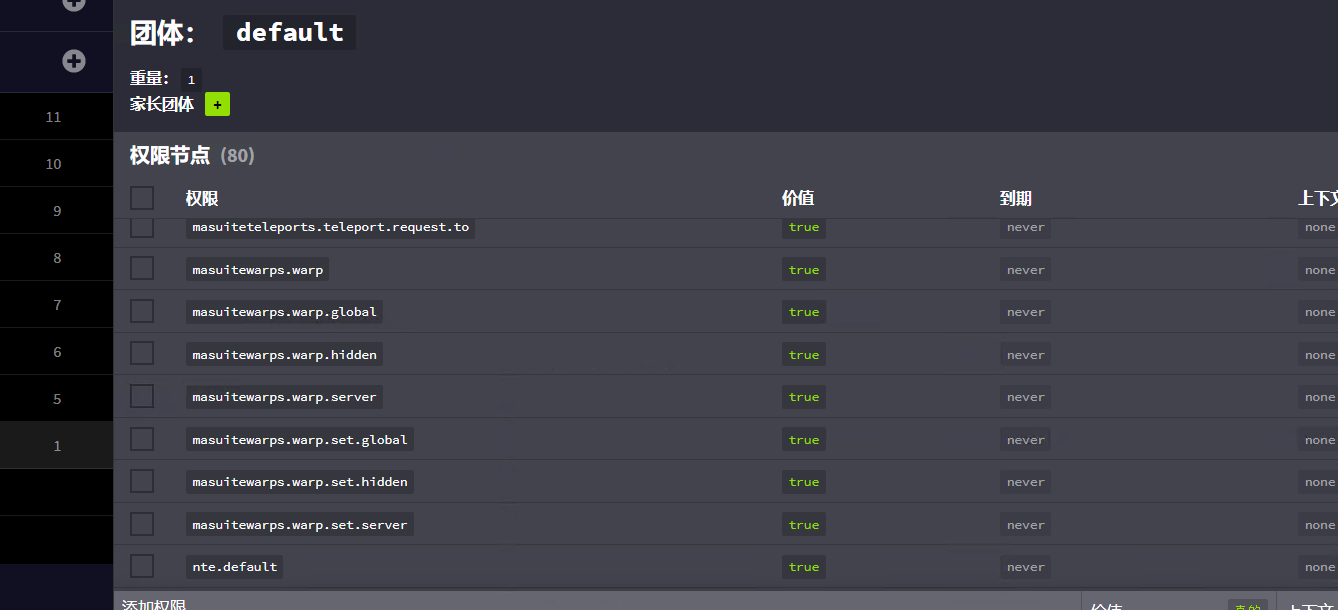 团体： default
重量： 1
家长团体 +
11
10
9
8
7
6
5
1
权限节点 (80)
权限 价值 到期 上下文
masuiteteleports.teleport.request.to true never none
masuitewarps.warp true never none
masuitewarps.warp.global true never none
masuitewarps.warp.hidden true never none
masuitewarps.warp.server true never none
masuitewarps.warp.set.global true never none
masuitewarps.warp.set.hidden true never none
masuitewarps.warp.set.server true never none
nte.default true never none
添加权限 价值 真的 上下文